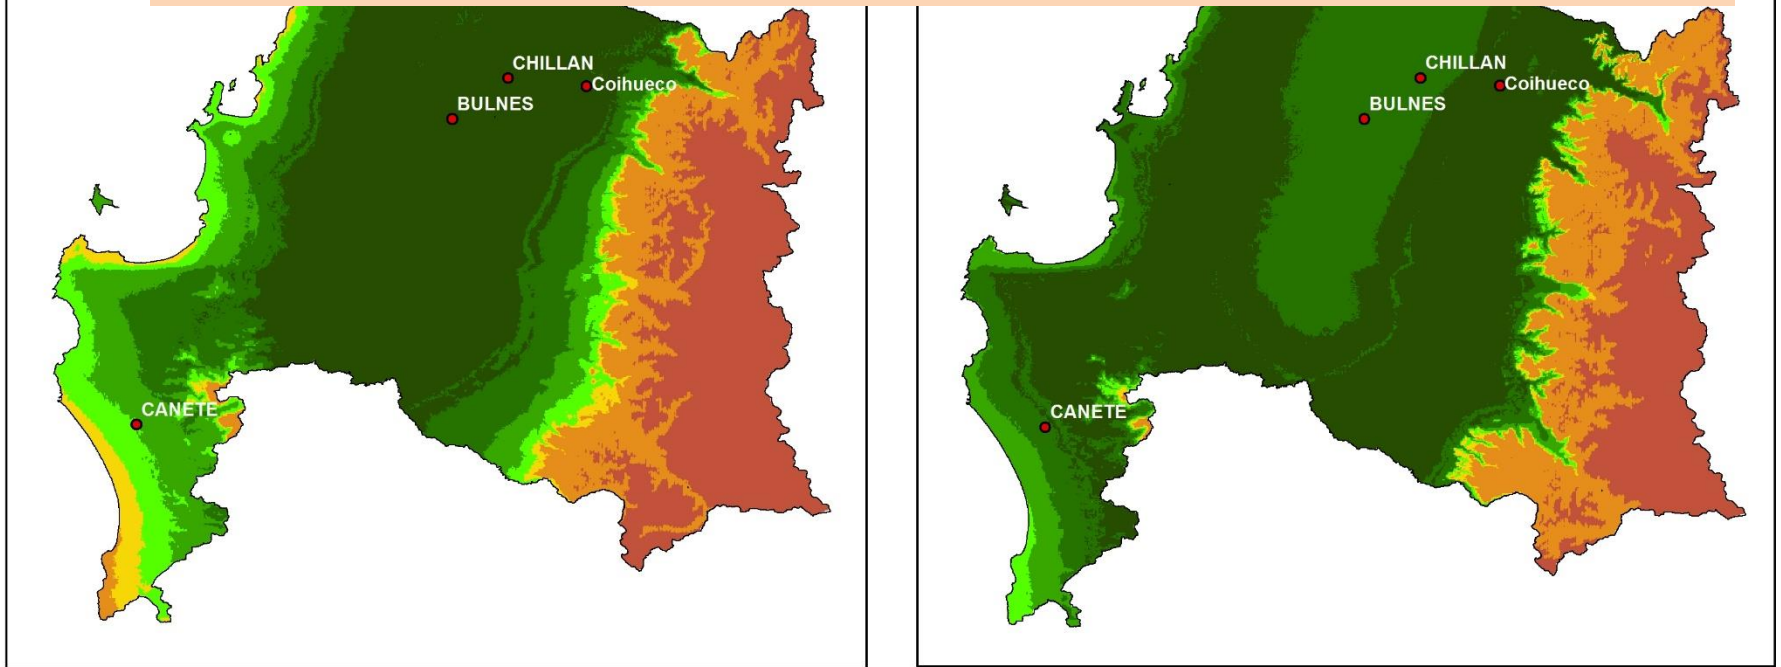 CHILLAN
Coihueco
BULNES
CANETE
CHILLAN
Coihueco
BULNES
CANETE